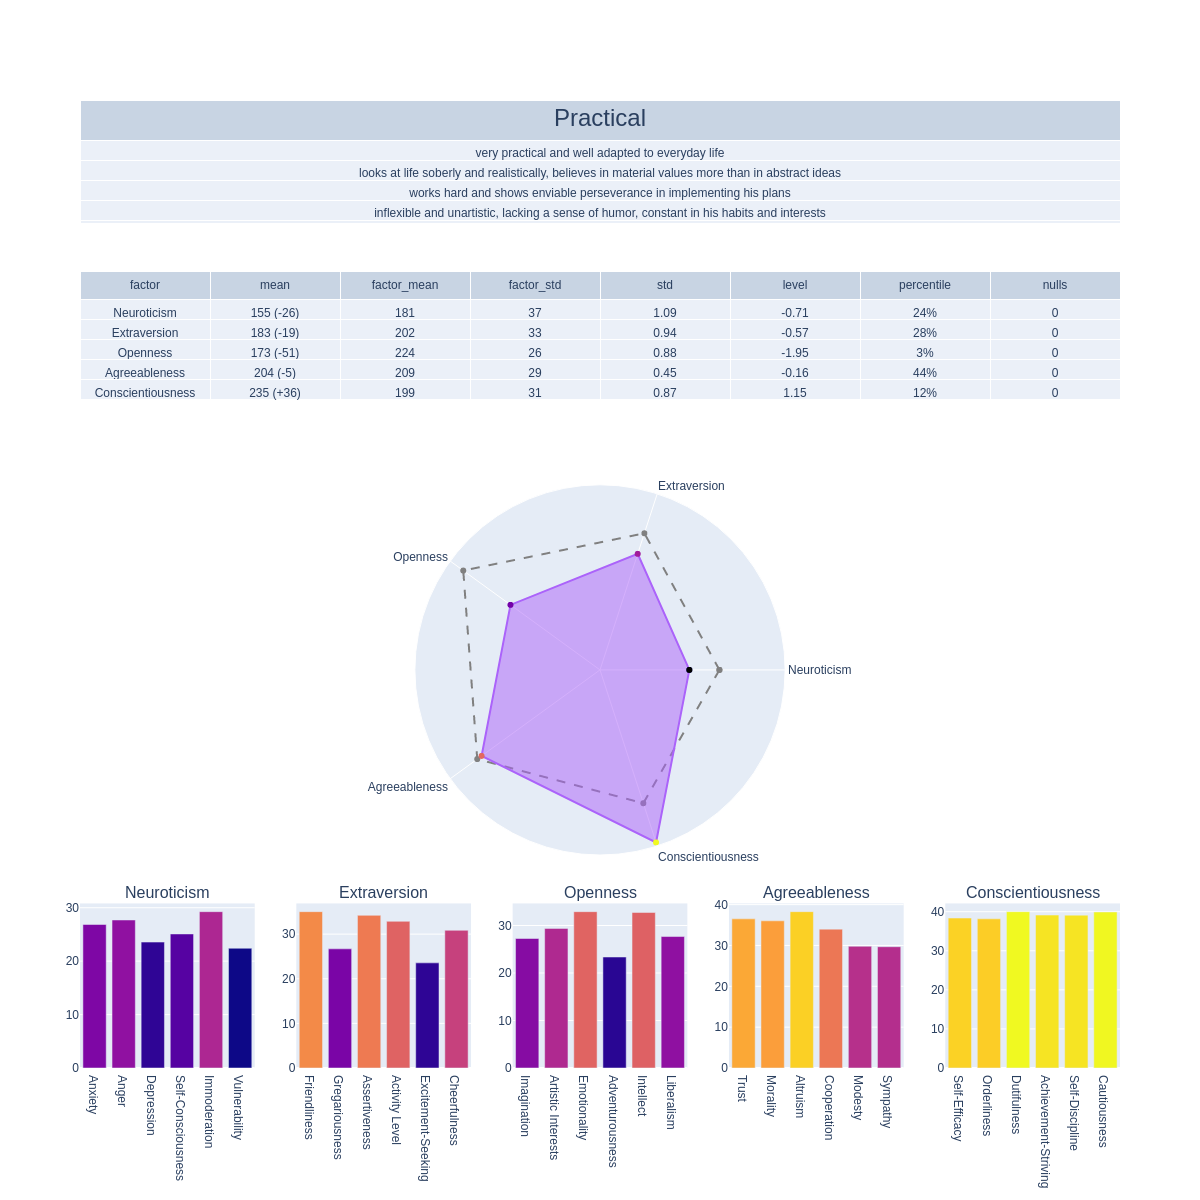 Practical
very practical and well adapted to everyday life
looks at life soberly and realistically, believes in material values more than in abstract ideas
works hard and shows enviable perseverance in implementing his plans
inflexible and unartistic, lacking a sense of humor, constant in his habits and interests
factor mean factor_mean factor_std std level percentile nulls
Neuroticism 155 (-26) 181 37 1.09 -0.71 24% 0
Extraversion 183 (-19) 202 33 0.94 -0.57 28% 0
Openness 173 (-51) 224 26 0.88 -1.95 3% 0
Agreeableness 204 (-5) 209 29 0.45 -0.16 44% 0
Conscientiousness 235 (+36) 199 31 0.87 1.15 12% 0
Extraversion
Openness
Neuroticism
Agreeableness
Conscientiousness
Neuroticism
30
20
10
0
Anxiety
Anger
Depression
Self-Consciousness
Immoderation
Vulnerability
Extraversion
30
20
10
0
Friendliness
Gregariousness
Assertiveness
Activity Level
Excitement-Seeking
Cheerfulness
Openness
30
20
10
0
Imagination
Artistic Interests
Emotionality
Adventurousness
Intellect
Liberalism
Agreeableness
40
30
20
10
0
Trust
Morality
Altruism
Cooperation
Modesty
Sympathy
Conscientiousness
40
30
20
10
0
Self-Efficacy
Orderliness
Dutifulness
Achievement-Striving
Self-Discipline
Cautiousness